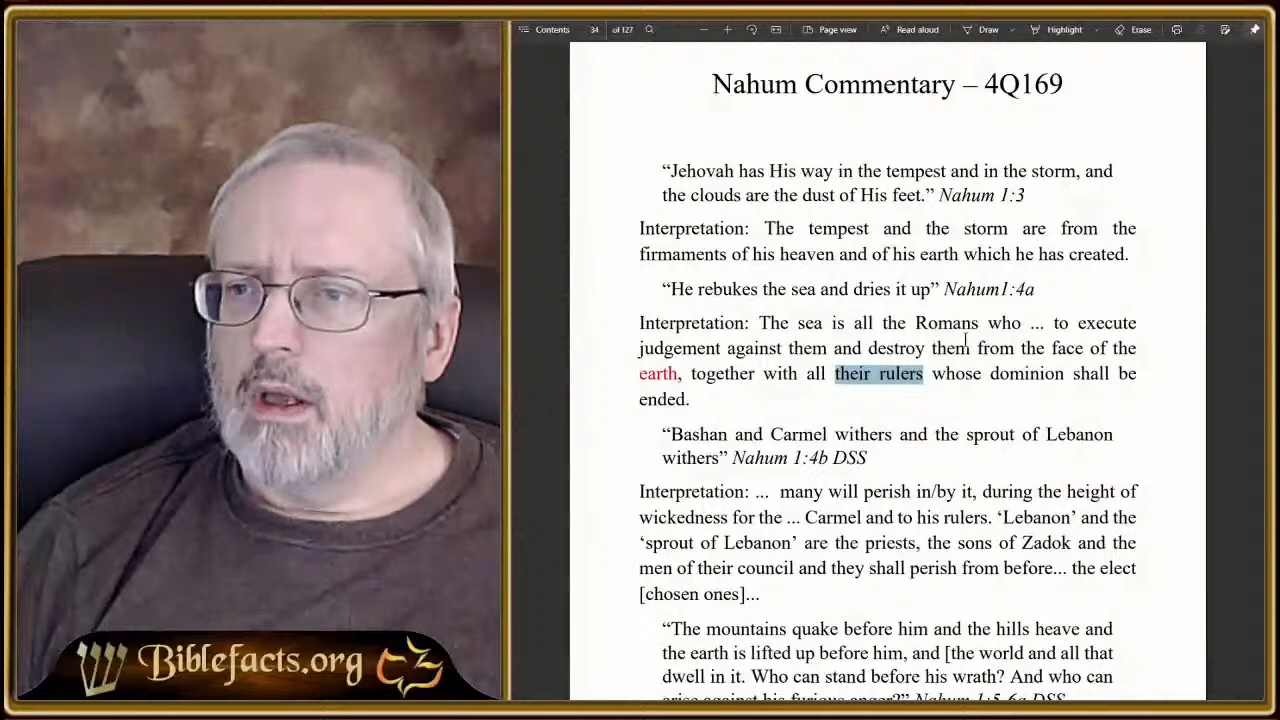 Contents 34 of 127 Page view Read aloud Draw Highlight Erase
Nahum Commentary – 4Q169
“Jehovah has His way in the tempest and in the storm, and
the clouds are the dust of His feet.” Nahum 1:3
Interpretation: The tempest and the storm are from the
firmaments of his heaven and of his earth which he has created.
“He rebukes the sea and dries it up” Nahum1:4a
Interpretation: The sea is all the Romans who ... to execute
judgement against them and destroy them from the face of the
earth, together with all their rulers whose dominion shall be
ended.
“Bashan and Carmel withers and the sprout of Lebanon
withers” Nahum 1:4b DSS
Interpretation: ... many will perish in/by it, during the height of
wickedness for the ... Carmel and to his rulers. ‘Lebanon’ and the
‘sprout of Lebanon’ are the priests, the sons of Zadok and the
men of their council and they shall perish from before... the elect
[chosen ones]...
“The mountains quake before him and the hills heave and
the earth is lifted up before him, and [the world and all that
dwell in it. Who can stand before his wrath? And who can
arise against his furious anger?” Nahum 1:5-6a DSS
ש Biblefacts.org